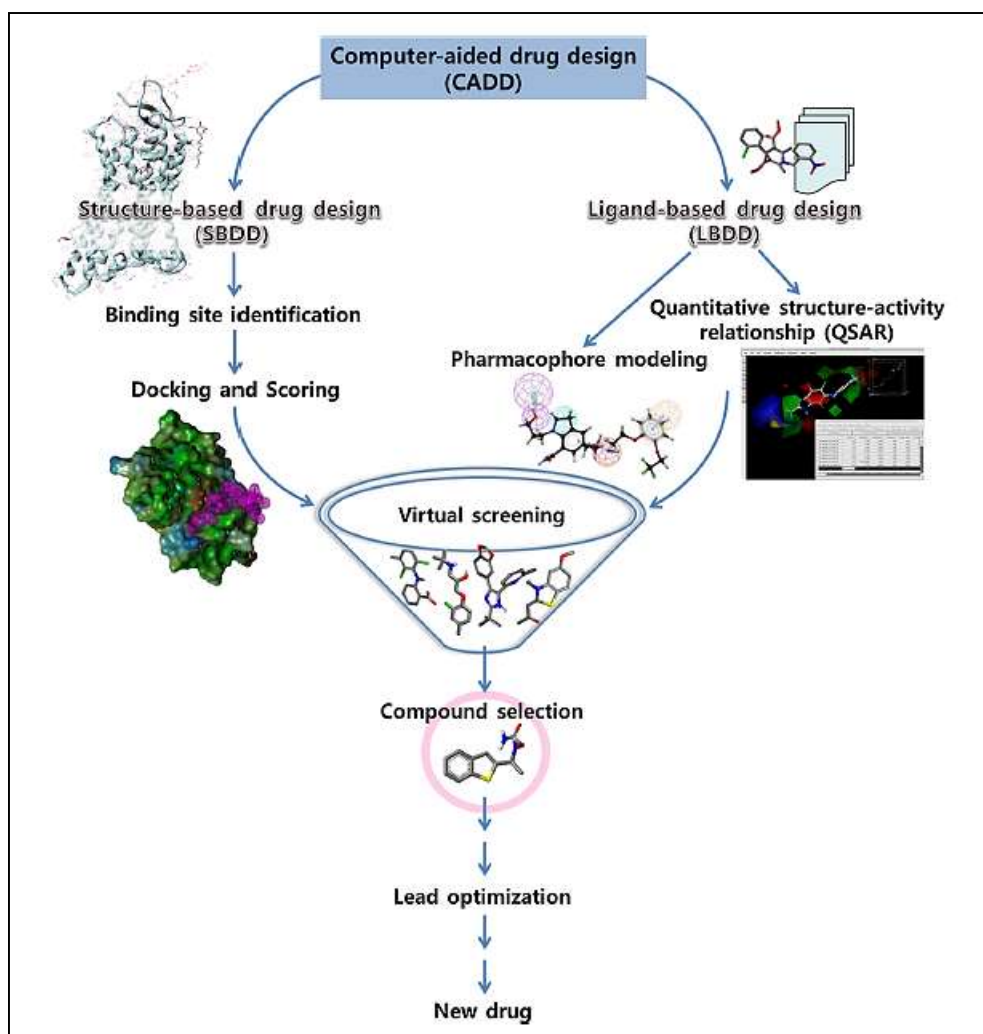 Computer-aided drug design
(CADD)
Structure-based drug design
(SBDD)
Ligand-based drug design
(LBDD)
Binding site identification
Quantitative structure-activity
relationship (QSAR)
Pharmacophore modeling
Docking and Scoring
Virtual screening
Compound selection
Lead optimization
New drug